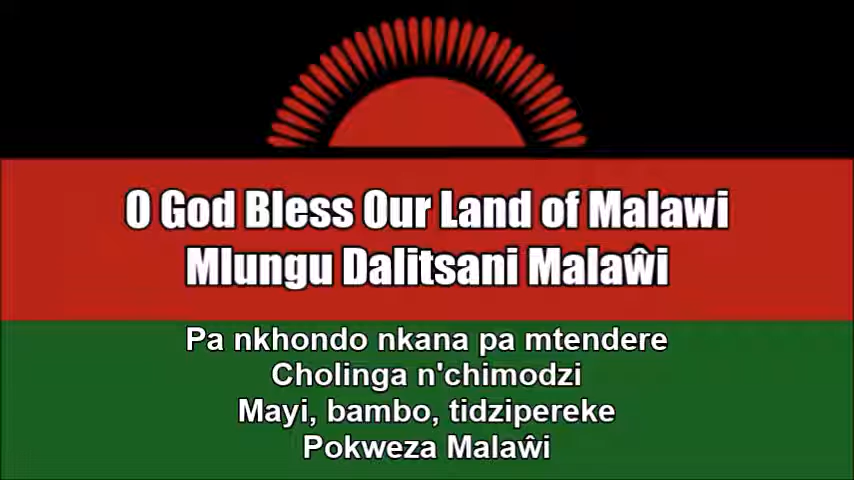 O God Bless Our Land of Malawi
Mlungu Dalitsani Malaŵi
Pa nkhondo nkana pa mtendere
Cholinga n'chimodzi
Mayi, bambo, tidzipereke
Pokweza Malaŵi